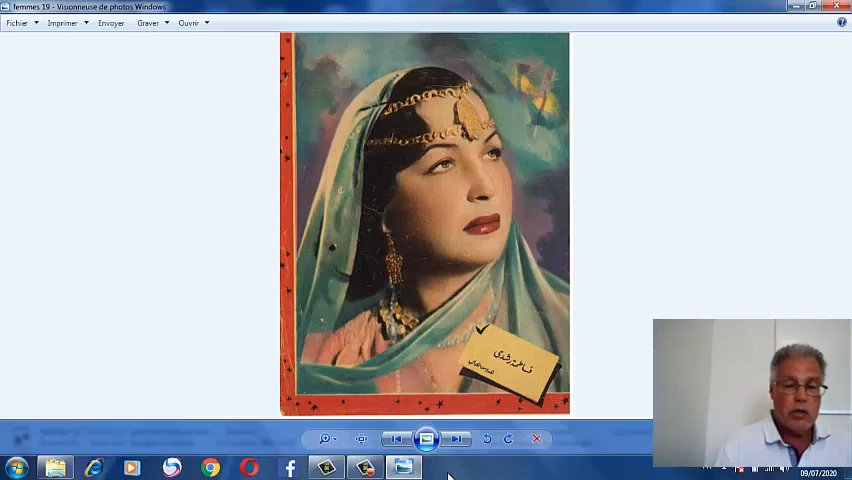 femmes 19 - Visionneuse de photos Windows
Fichier Imprimer Envoyer Graver Ouvrir
فاطمة رشدي
09/07/2020